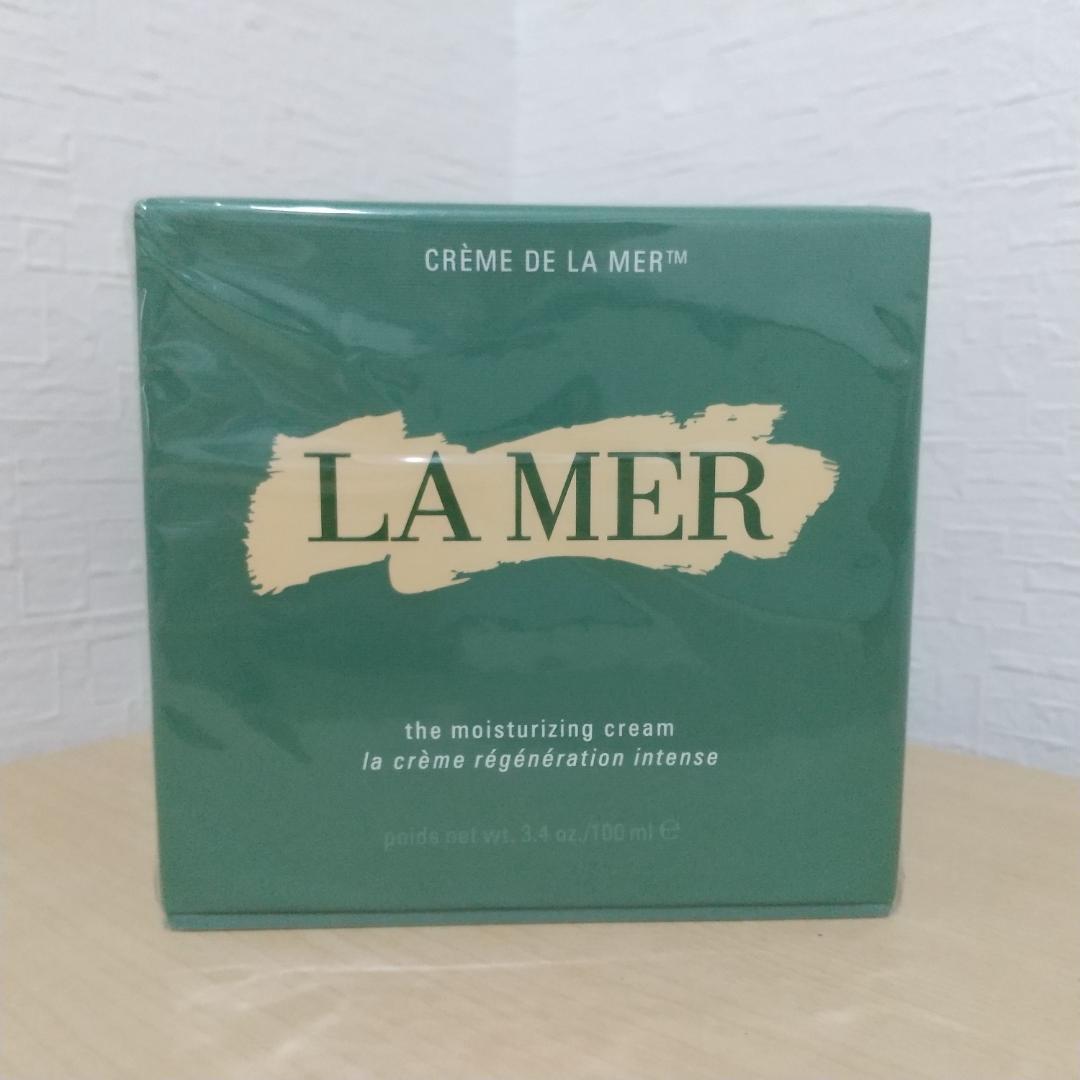 CRÈME DE LA MER™
LA MER
the moisturizing cream
la crème régénération intense
poids net wt. 3.4 oz./100 ml ℮